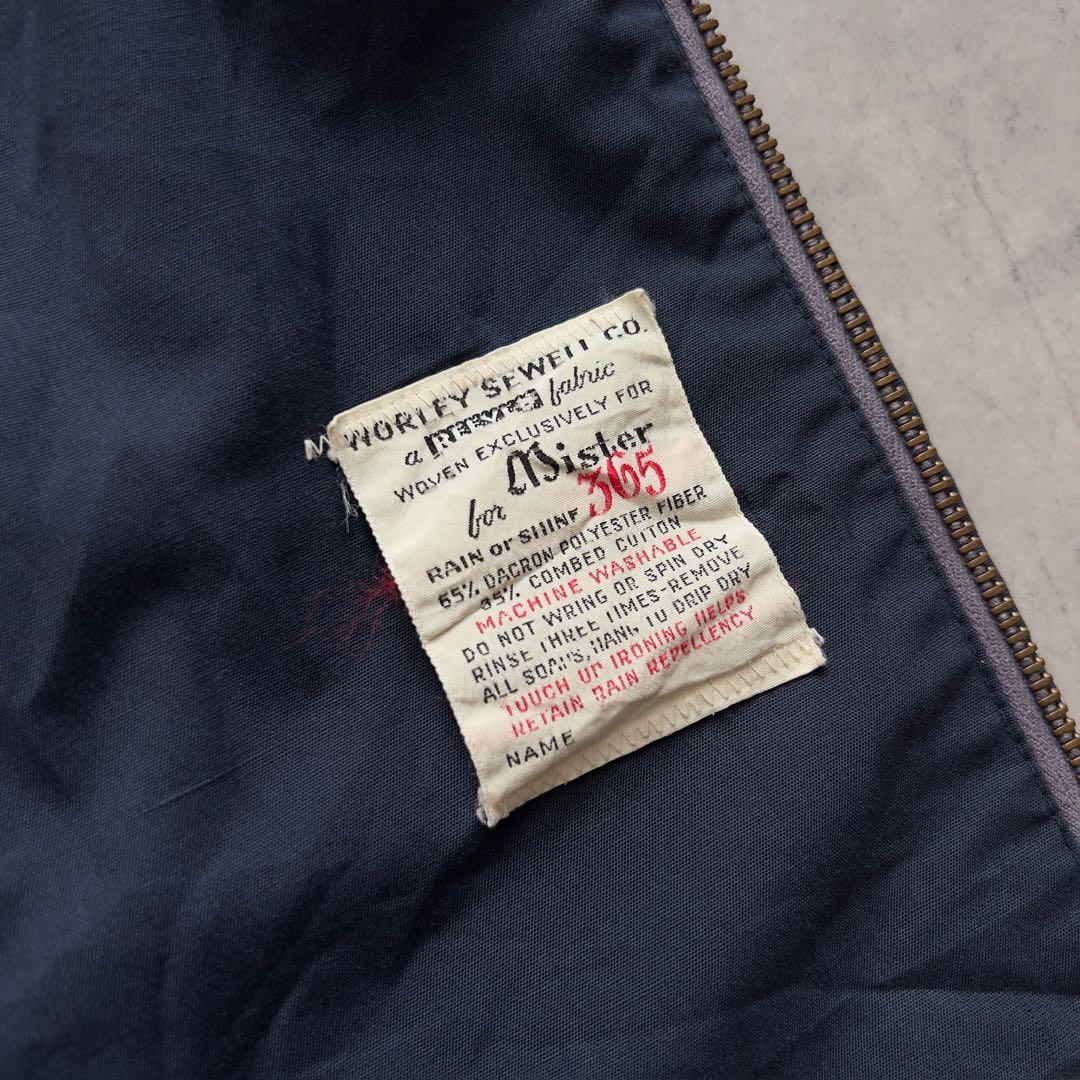 WORLEY SEWELL CO.
a fabric
WOVEN EXCLUSIVELY FOR
Mister
for 365
RAIN or SHINE
65% DACRON POLYESTER FIBER
35% COMBED COTTON
MACHINE WASHABLE
DO NOT WRING OR SPIN DRY
RINSE THREE TIMES-REMOVE
ALL SOAPS, HANG TO DRIP DRY
TOUCH UP IRONING HELPS
RETAIN RAIN REPELLENCY
NAME